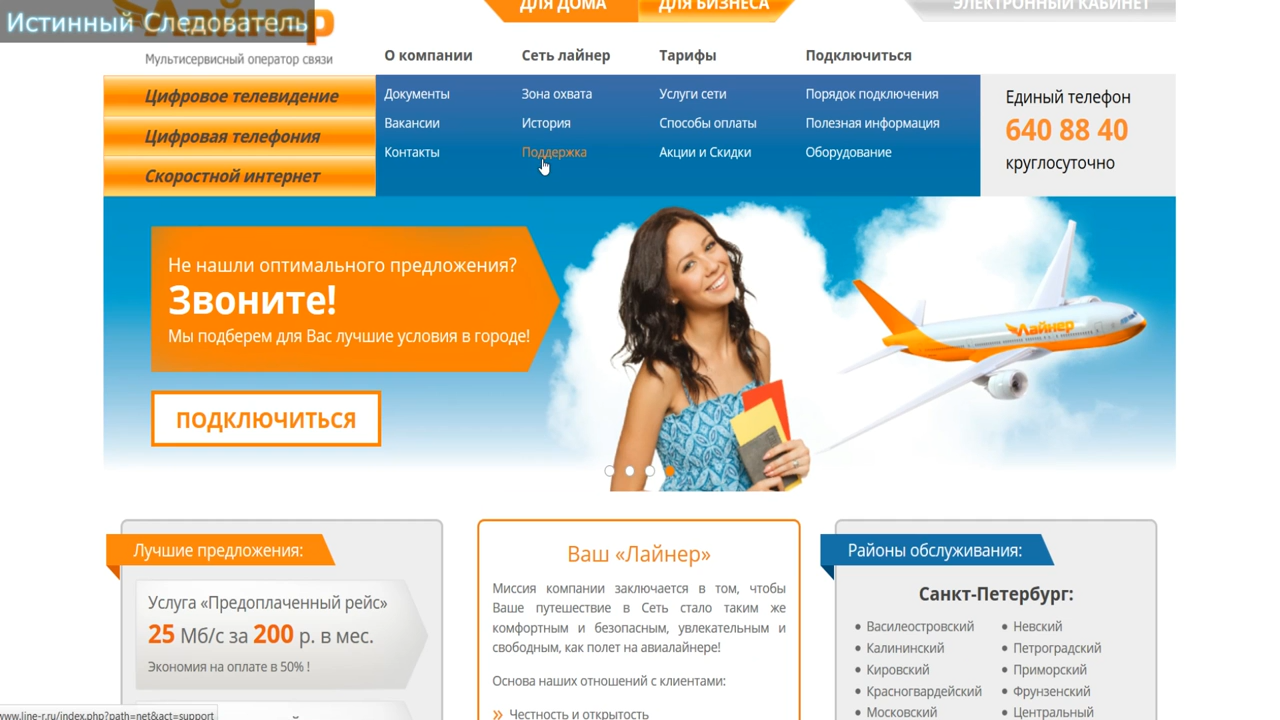 Истинный Следователь
Лайнер
Мультисервисный оператор связи
ДЛЯ ДОМА
ДЛЯ БИЗНЕСА
ЭЛЕКТРОННЫЙ КАБИНЕТ
О компании
Сеть лайнер
Тарифы
Подключиться
Цифровое телевидение
Цифровая телефония
Скоростной интернет
Документы
Зона охвата
Услуги сети
Порядок подключения
Вакансии
История
Способы оплаты
Полезная информация
Контакты
Поддержка
Акции и Скидки
Оборудование
Единый телефон
640 88 40
круглосуточно
Не нашли оптимального предложения?
Звоните!
Мы подберем для Вас лучшие условия в городе!
ПОДКЛЮЧИТЬСЯ
Лайнер
Лучшие предложения:
Услуга «Предоплаченный рейс»
25 Мб/с за 200 р. в мес.
Экономия на оплате в 50% !
Ваш «Лайнер»
Миссия компании заключается в том, чтобы
Ваше путешествие в Сеть стало таким же
комфортным и безопасным, увлекательным и
свободным, как полет на авиалайнере!
Основа наших отношений с клиентами:
» Честность и открытость
Районы обслуживания:
Санкт-Петербург:
• Василеостровский
• Калининский
• Кировский
• Красногвардейский
• Московский
• Невский
• Петроградский
• Приморский
• Фрунзенский
• Центральный
www.line-r.ru/index.php?path=net&act=support